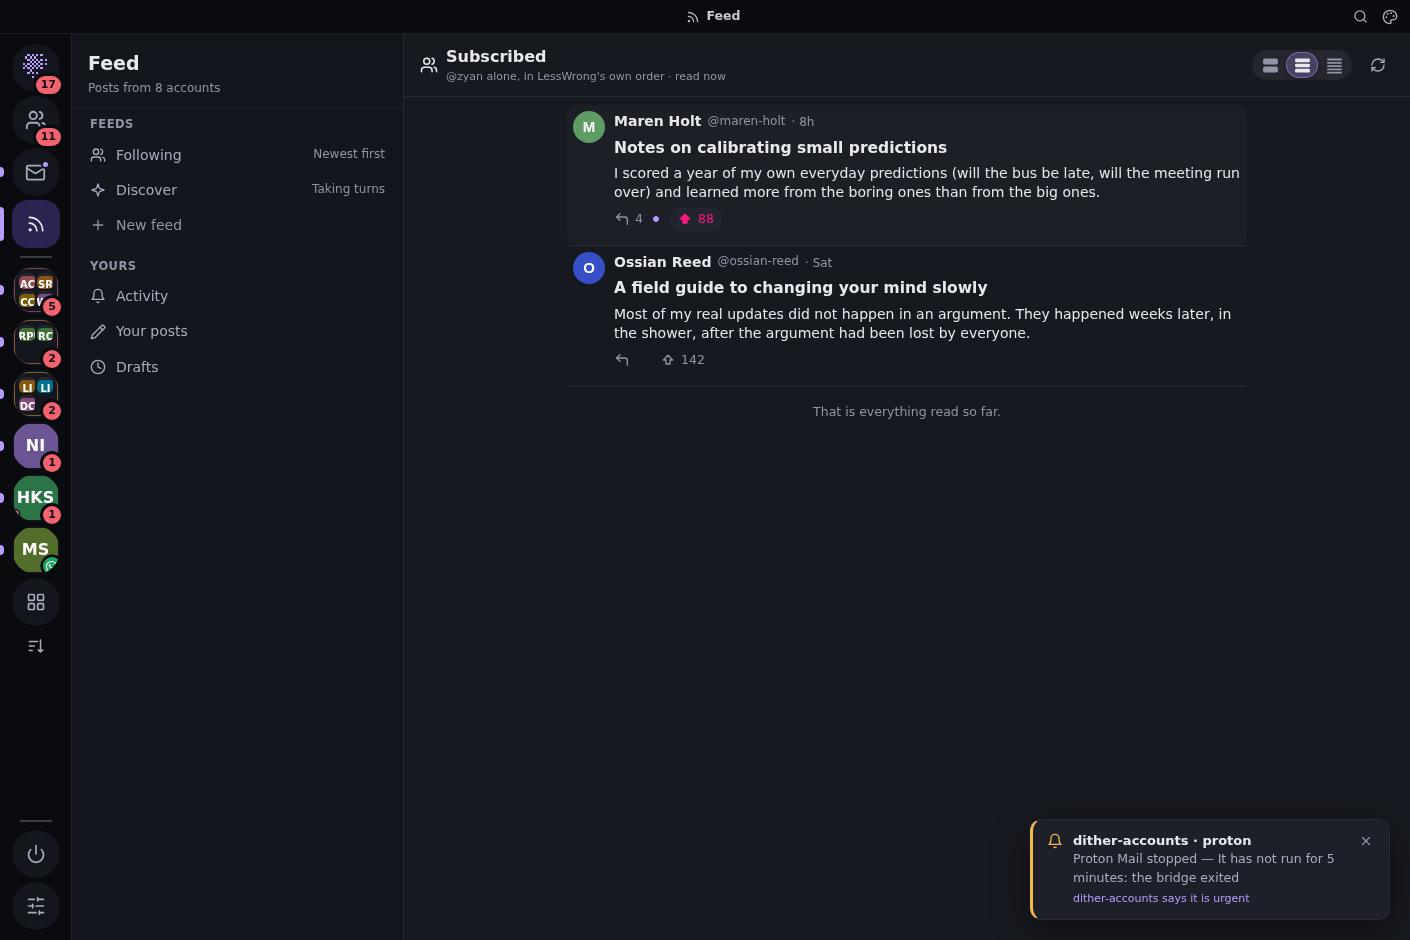 Feed
17
11
AC
SR
CC
5
RP
RC
2
LI
LI
DC
2
NI
1
HKS
1
MS
Feed
Posts from 8 accounts
FEEDS
Following
Newest first
Discover
Taking turns
New feed
YOURS
Activity
Your posts
Drafts
Subscribed
@zyan alone, in LessWrong's own order · read now
M
Maren Holt @maren-holt · 8h
Notes on calibrating small predictions
I scored a year of my own everyday predictions (will the bus be late, will the meeting run
over) and learned more from the boring ones than from the big ones.
4
88
O
Ossian Reed @ossian-reed · Sat
A field guide to changing your mind slowly
Most of my real updates did not happen in an argument. They happened weeks later, in
the shower, after the argument had been lost by everyone.
142
That is everything read so far.
dither-accounts · proton
Proton Mail stopped — It has not run for 5
minutes: the bridge exited
dither-accounts says it is urgent